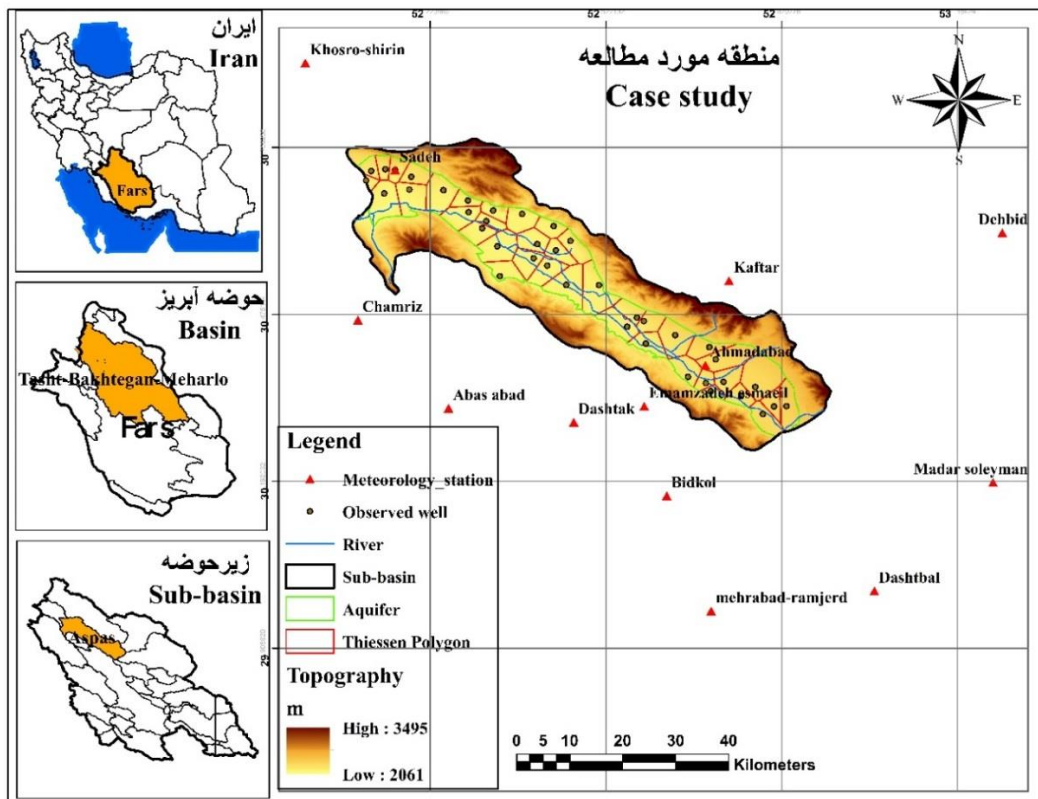 ایران
Iran
Fars
حوضه آبریز
Basin
Tasht-Bakhtegan-Meharlo
Fars
زیرحوضه
Sub-basin
Aspas
52
52
52
53
منطقه مورد مطالعه
Case study
N
W
E
S
30
30
30
29
Khosro-shirin
Sadeh
Dehbid
Kaftar
Chamriz
Ahmadabad
Emamzadeh esmaeil
Abas abad
Dashtak
Bidkol
Madar soleyman
Dashtbal
mehrabad-ramjerd
Legend
Meteorology_station
Observed well
River
Sub-basin
Aquifer
Thiessen Polygon
Topography
m
High : 3495
Low : 2061
0 5 10 20 30 40
Kilometers